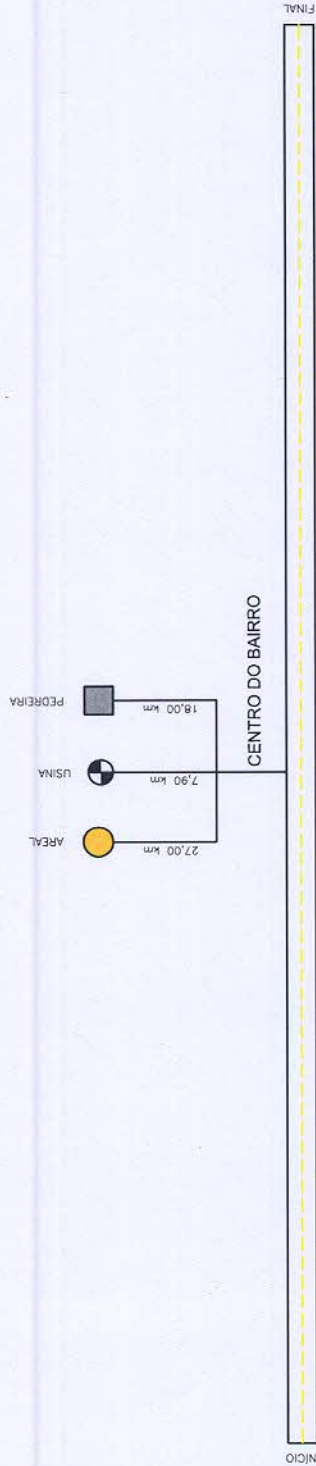 FINAL
PEDREIRA
18,00 km
CENTRO DO BAIRRO
USINA
7,90 km
AREAL
27,00 km
INÍCIO